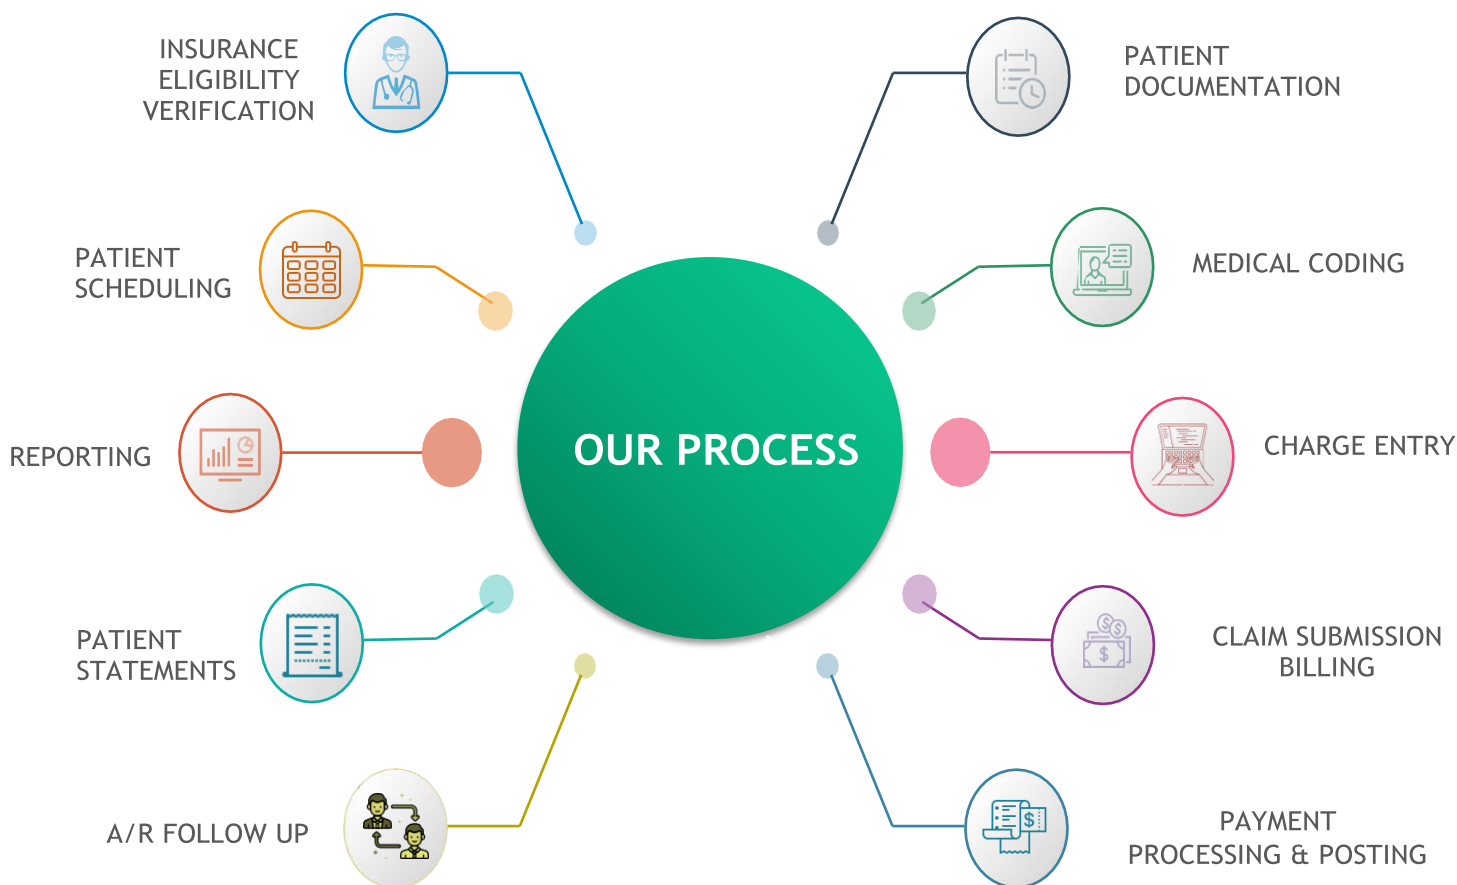 INSURANCE
ELIGIBILITY
VERIFICATION
PATIENT
DOCUMENTATION
PATIENT
SCHEDULING
MEDICAL CODING
REPORTING
OUR PROCESS
CHARGE ENTRY
PATIENT
STATEMENTS
CLAIM SUBMISSION
BILLING
A/R FOLLOW UP
PAYMENT
PROCESSING & POSTING